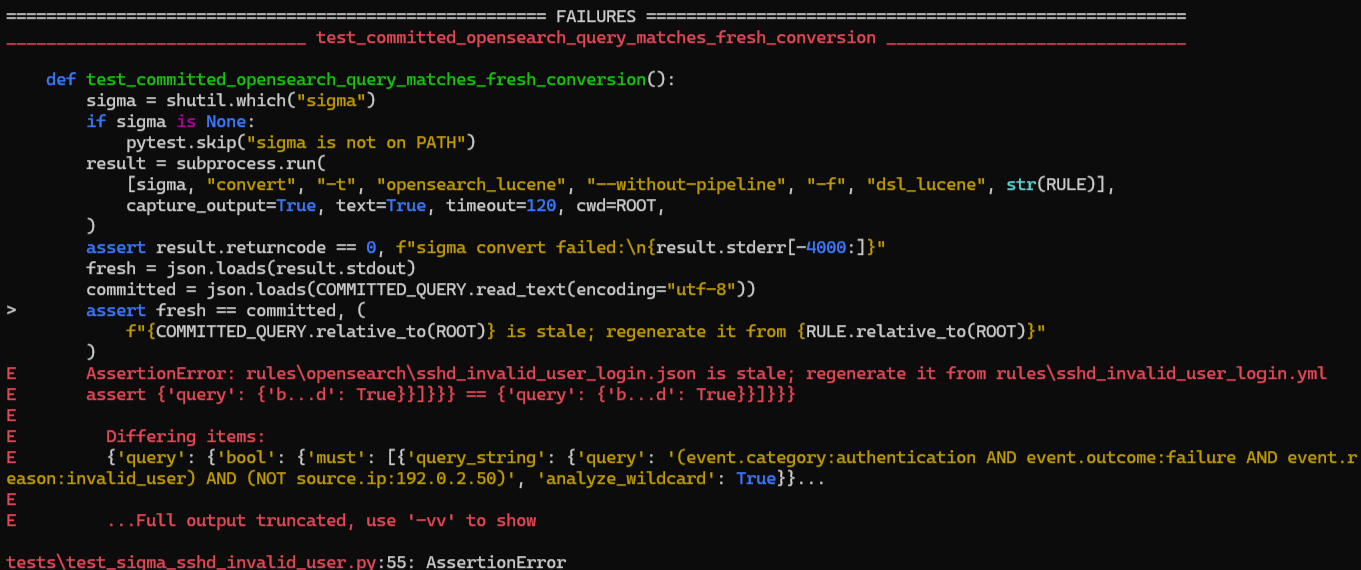 ====================================================== FAILURES ======================================================
______________________________ test_committed_opensearch_query_matches_fresh_conversion ______________________________
    def test_committed_opensearch_query_matches_fresh_conversion():
        sigma = shutil.which("sigma")
        if sigma is None:
            pytest.skip("sigma is not on PATH")
        result = subprocess.run(
            [sigma, "convert", "-t", "opensearch_lucene", "--without-pipeline", "-f", "dsl_lucene", str(RULE)],
            capture_output=True, text=True, timeout=120, cwd=ROOT,
        )
        assert result.returncode == 0, f"sigma convert failed:\n{result.stderr[-4000:]}"
        fresh = json.loads(result.stdout)
        committed = json.loads(COMMITTED_QUERY.read_text(encoding="utf-8"))
>       assert fresh == committed, (
            f"{COMMITTED_QUERY.relative_to(ROOT)} is stale; regenerate it from {RULE.relative_to(ROOT)}"
        )
E       AssertionError: rules\opensearch\sshd_invalid_user_login.json is stale; regenerate it from rules\sshd_invalid_user_login.yml
E       assert {'query': {'b...d': True}}]}}} == {'query': {'b...d': True}}]}}}
E
E         Differing items:
E         {'query': {'bool': {'must': [{'query_string': {'query': '(event.category:authentication AND event.outcome:failure AND event.r
eason:invalid_user) AND (NOT source.ip:192.0.2.50)', 'analyze_wildcard': True}}...
E
E         ...Full output truncated, use '-vv' to show
tests\test_sigma_sshd_invalid_user.py:55: AssertionError